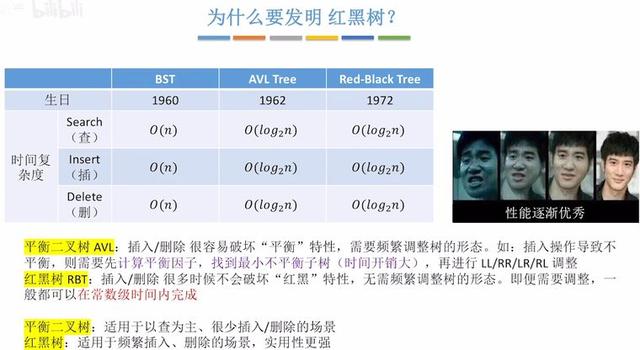 bilibili
为什么要发明 红黑树？
BST AVL Tree Red-Black Tree
生日 1960 1962 1972
时间复杂度
Search（查） O(n) O(log₂n) O(log₂n)
Insert（插） O(n) O(log₂n) O(log₂n)
Delete（删） O(n) O(log₂n) O(log₂n)
性能逐渐优秀
平衡二叉树 AVL：插入/删除 很容易破坏“平衡”特性，需要频繁调整树的形态。如：插入操作导致不
平衡，则需要先计算平衡因子，找到最小不平衡子树（时间开销大），再进行 LL/RR/LR/RL 调整
红黑树 RBT：插入/删除 很多时候不会破坏“红黑”特性，无需频繁调整树的形态。即便需要调整，一
般都可以在常数级时间内完成
平衡二叉树：适用于以查为主、很少插入/删除的场景
红黑树：适用于频繁插入、删除的场景，实用性更强